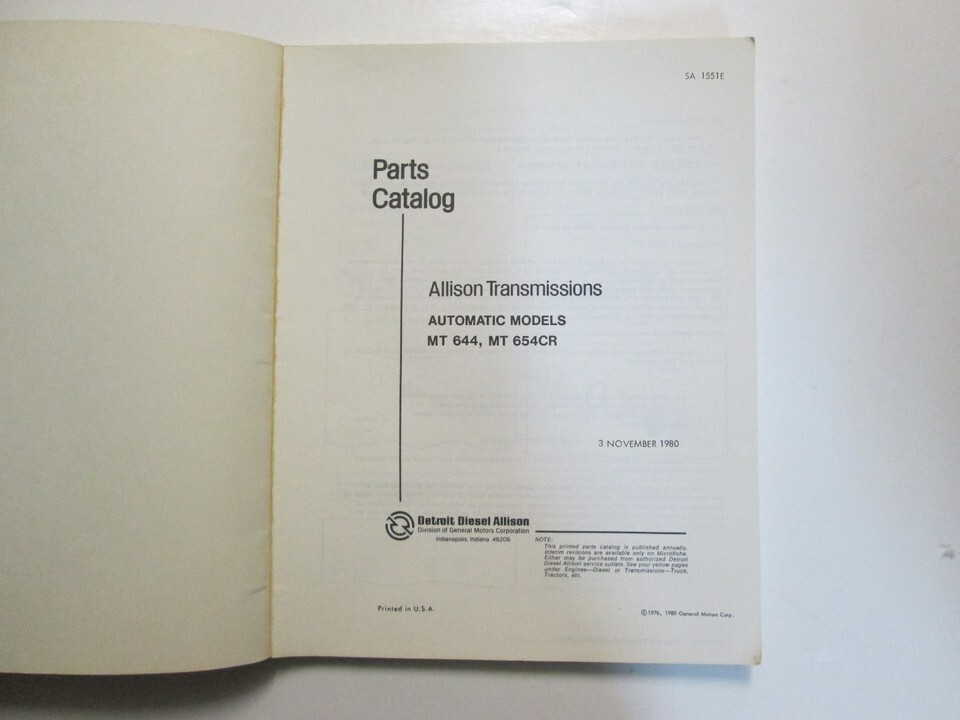 SA 1551E
Parts
Catalog
Allison Transmissions
AUTOMATIC MODELS
MT 644, MT 654CR
3 NOVEMBER 1980
Detroit Diesel Allison
Division of General Motors Corporation
Indianapolis, Indiana 46206
NOTE:
This printed parts catalog is published annually.
Interim revisions are available only on Microfiche.
Either may be purchased from authorized Detroit
Diesel Allison service outlets. See your yellow pages
under Engines—Diesel or Transmissions—Truck,
Tractors, etc.
Printed in U.S.A.
©1976, 1980 General Motors Corp.